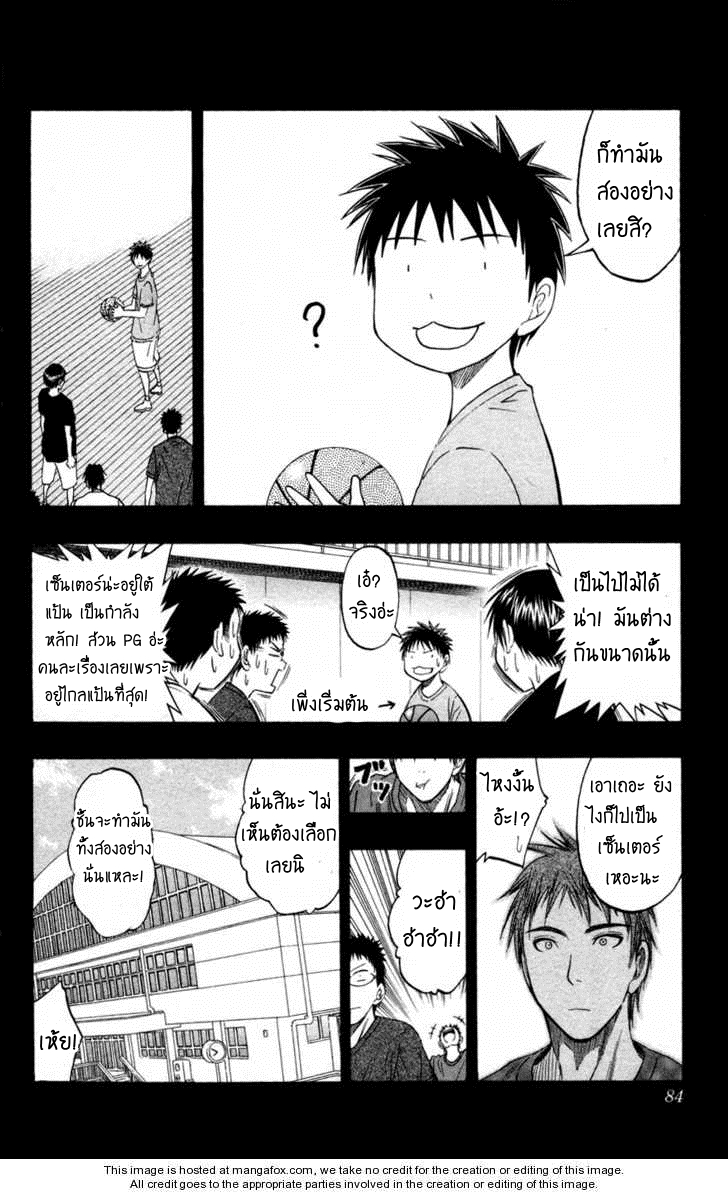 ก็ทำมัน
สองอย่าง
เลยสิ?
?
เป็นไปไม่ได้
น่า! มันต่าง
กันขนาดนั้น
เอ๋?
จริงฮ่ะ
เซ็นเตอร์น่ะอยู่ใต้
แป้น เป็นกำลัง
หลัก! ส่วน PG อ่ะ
คนละเรื่องเลยเพราะ
อยู่ไกลแป้นที่สุด!
เพิ่งเริ่มต้น →
เอาเถอะ ยัง
ไงก็ไปเป็น
เซ็นเตอร์
เหอะนะ
ไหงงั้น
อ้ะ!?
ブブッ
วะฮ่า
ฮ่าฮ่า!!
นั่นสินะ ไม่
เห็นต้องเลือก
เลยนิ
ชั้นจะทำมัน
ทั้งสองอย่าง
นั่นแหละ!
เห้ย!
84
This image is hosted at mangafox.com, we take no credit for the creation or editing of this image.
All credit goes to the appropriate parties involved in the creation or editing of this image.